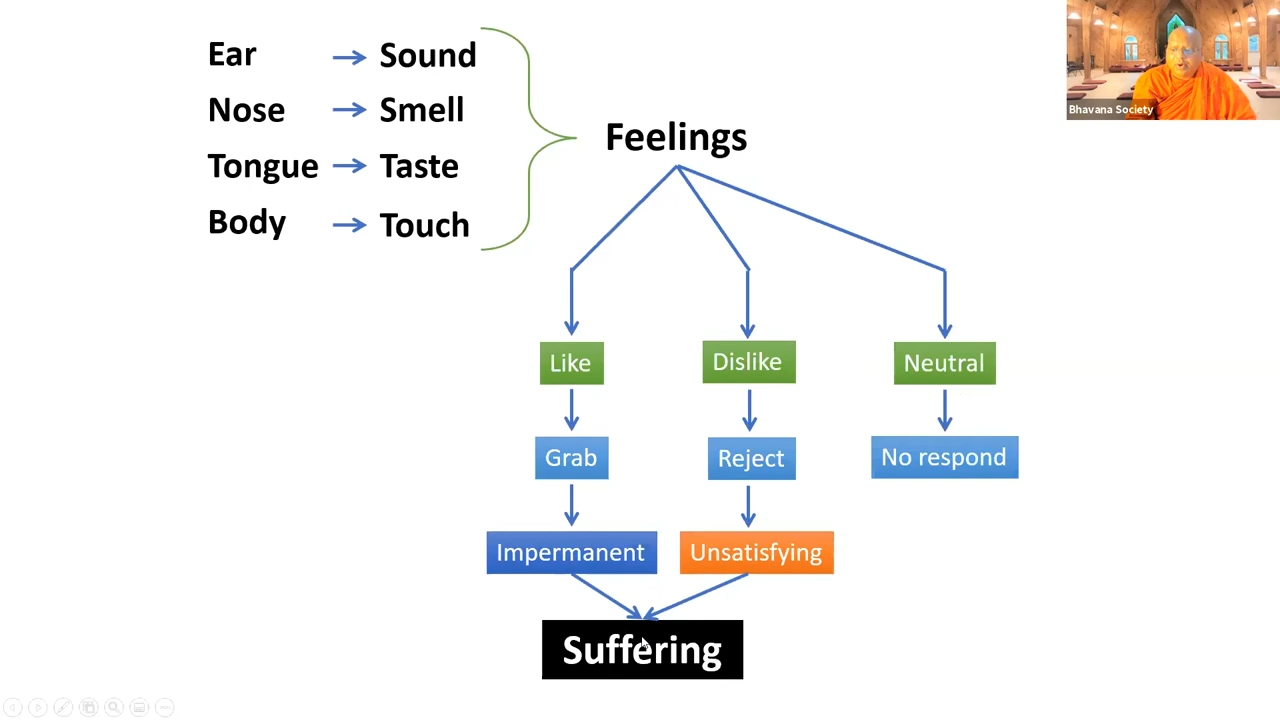 Ear → Sound
Nose → Smell
Tongue → Taste
Body → Touch
Feelings
Bhavana Society
Like
Dislike
Neutral
Grab
Reject
No respond
Impermanent
Unsatisfying
Suffering